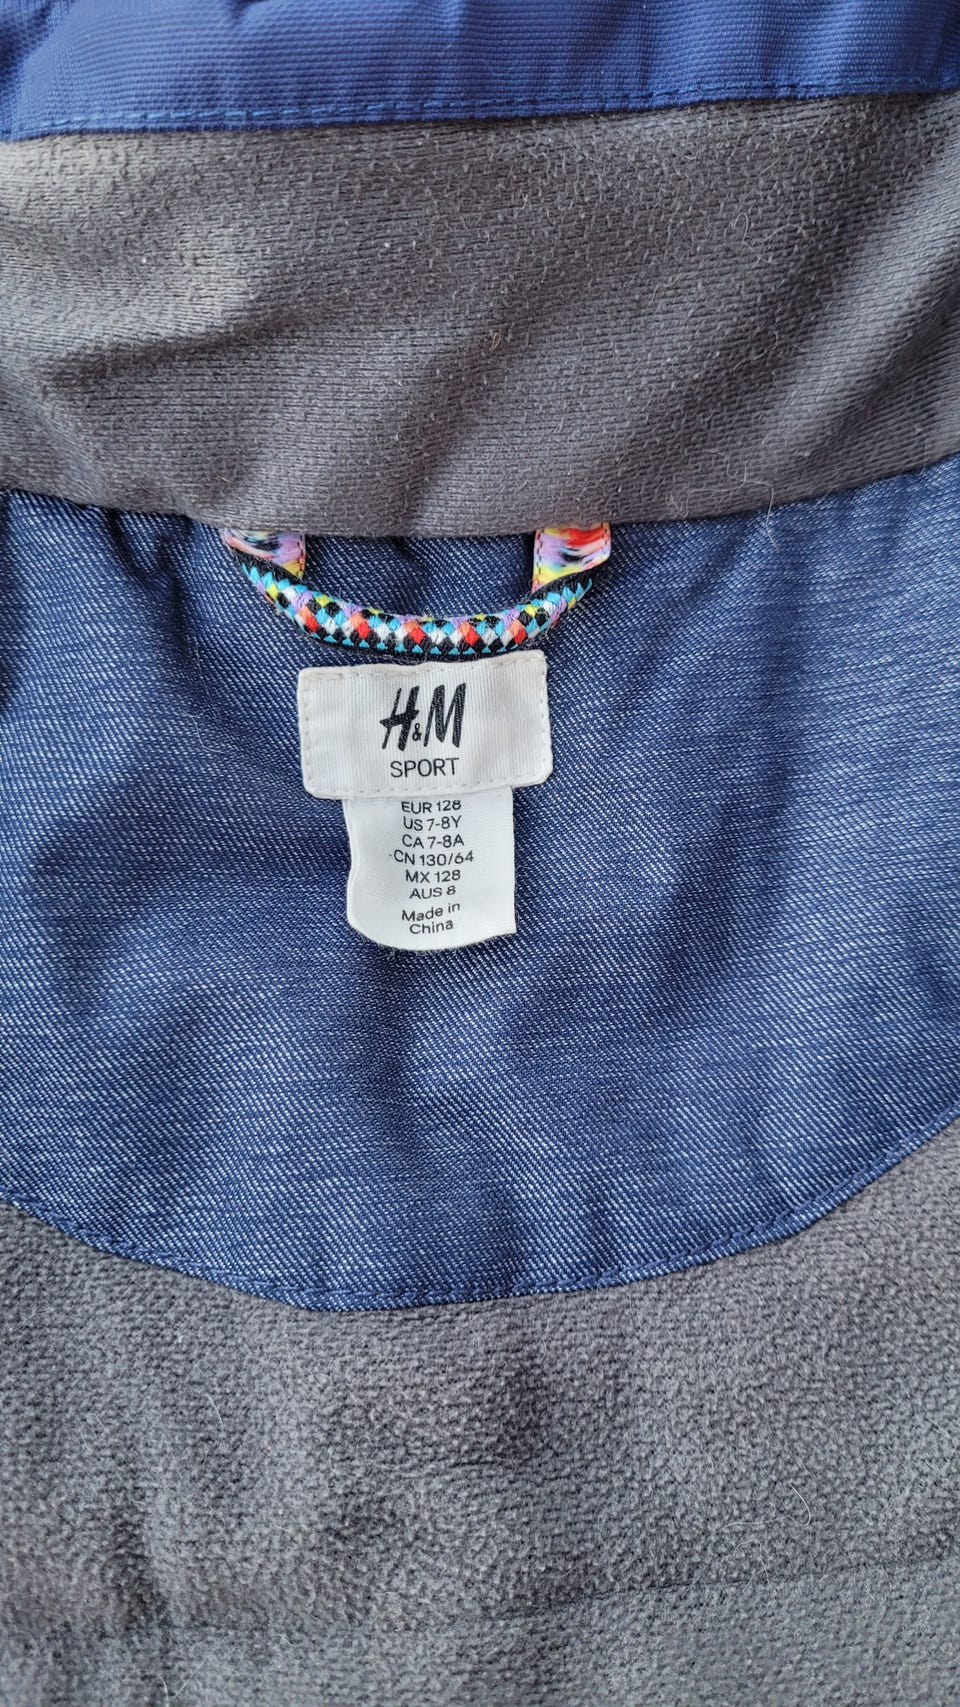 H&M
SPORT
EUR 128
US 7-8Y
CA 7-8A
CN 130/64
MX 128
AUS 8
Made in
China